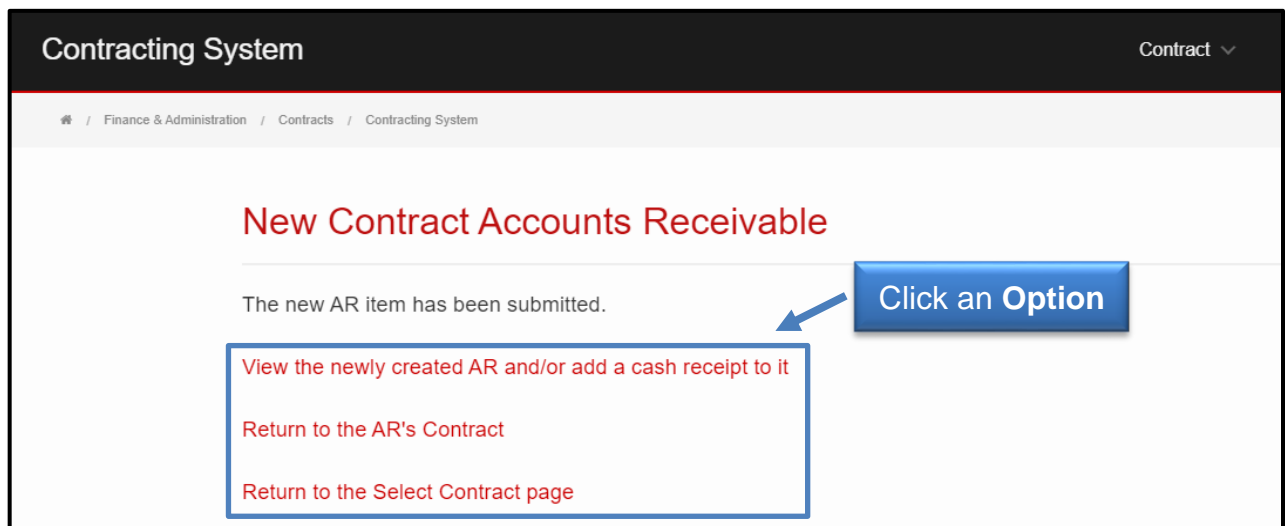 Contracting System
Contract
/ Finance & Administration / Contracts / Contracting System
New Contract Accounts Receivable
The new AR item has been submitted.
Click an Option
View the newly created AR and/or add a cash receipt to it
Return to the AR's Contract
Return to the Select Contract page